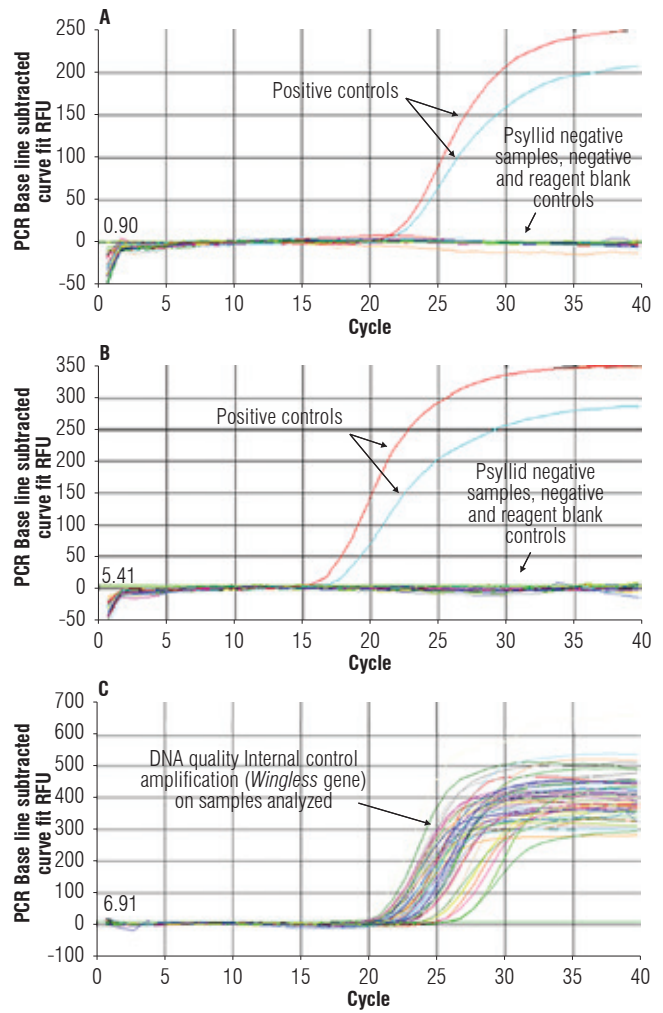 A
PCR Base line subtracted
curve fit RFU
250
200
150
100
50
0
-50
Positive controls
Psyllid negative
samples, negative
and reagent blank
controls
0.90
0 5 10 15 20 25 30 35 40
Cycle
B
PCR Base line subtracted
curve fit RFU
350
300
250
200
150
100
50
0
-50
Positive controls
Psyllid negative
samples, negative
and reagent blank
controls
5.41
0 5 10 15 20 25 30 35 40
Cycle
C
PCR Base line subtracted
curve fit RFU
700
600
500
400
300
200
100
0
-100
DNA quality Internal control
amplification (Wingless gene)
on samples analyzed
6.91
0 5 10 15 20 25 30 35 40
Cycle